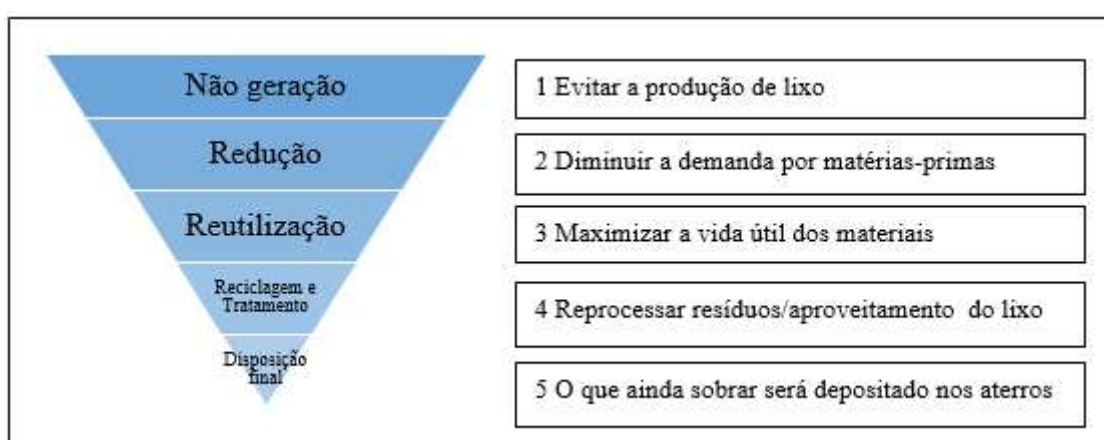 Não geração
1 Evitar a produção de lixo
Redução
2 Diminuir a demanda por matérias-primas
Reutilização
3 Maximizar a vida útil dos materiais
Reciclagem e
Tratamento
4 Reprocessar resíduos/aproveitamento do lixo
Disposição
final
5 O que ainda sobrar será depositado nos aterros